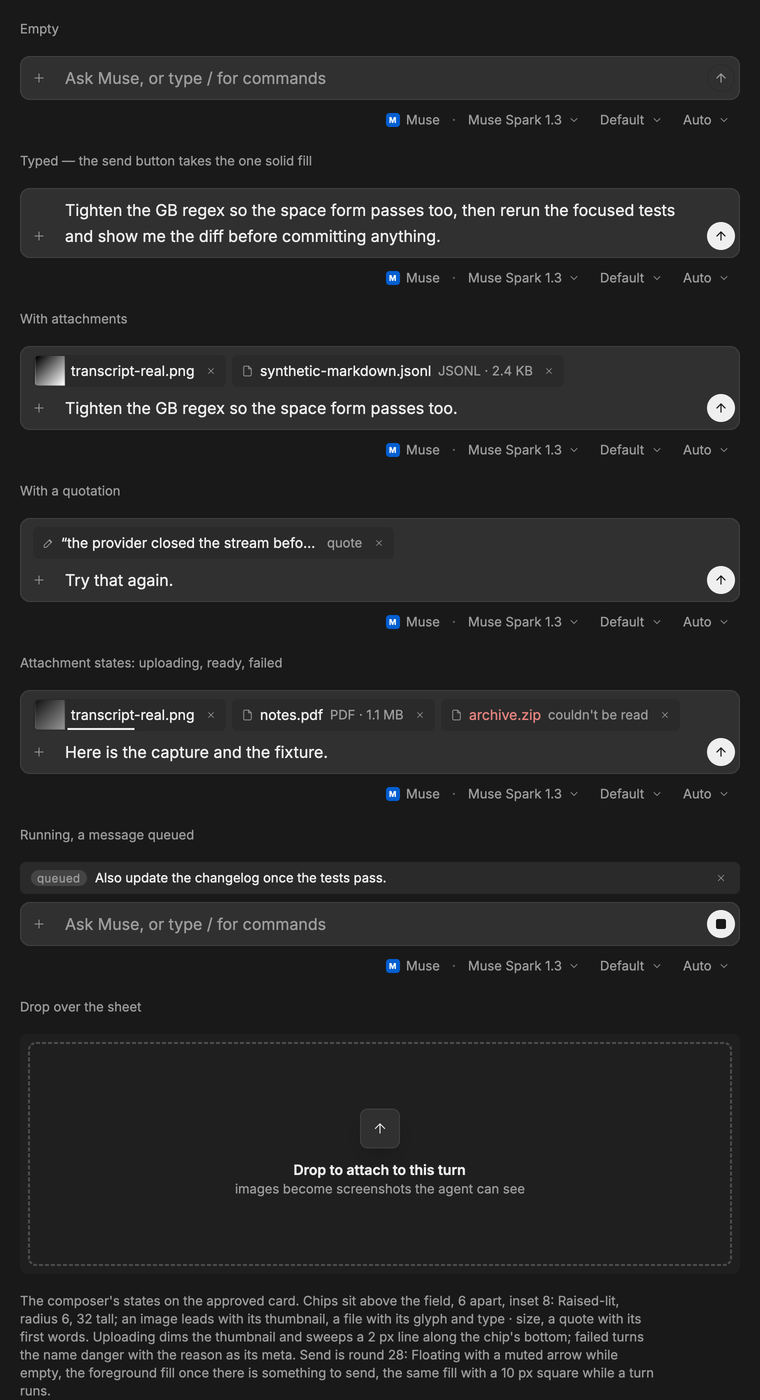 Empty
Ask Muse, or type / for commands
M Muse · Muse Spark 1.3 Default Auto
Typed — the send button takes the one solid fill
Tighten the GB regex so the space form passes too, then rerun the focused tests
and show me the diff before committing anything.
M Muse · Muse Spark 1.3 Default Auto
With attachments
transcript-real.png × synthetic-markdown.jsonl JSONL · 2.4 KB ×
Tighten the GB regex so the space form passes too.
M Muse · Muse Spark 1.3 Default Auto
With a quotation
“the provider closed the stream befo… quote ×
Try that again.
M Muse · Muse Spark 1.3 Default Auto
Attachment states: uploading, ready, failed
transcript-real.png × notes.pdf PDF · 1.1 MB × archive.zip couldn't be read ×
Here is the capture and the fixture.
M Muse · Muse Spark 1.3 Default Auto
Running, a message queued
queued Also update the changelog once the tests pass. ×
Ask Muse, or type / for commands
M Muse · Muse Spark 1.3 Default Auto
Drop over the sheet
Drop to attach to this turn
images become screenshots the agent can see
The composer's states on the approved card. Chips sit above the field, 6 apart, inset 8: Raised-lit,
radius 6, 32 tall; an image leads with its thumbnail, a file with its glyph and type · size, a quote with its
first words. Uploading dims the thumbnail and sweeps a 2 px line along the chip's bottom; failed turns
the name danger with the reason as its meta. Send is round 28: Floating with a muted arrow while
empty, the foreground fill once there is something to send, the same fill with a 10 px square while a turn
runs.